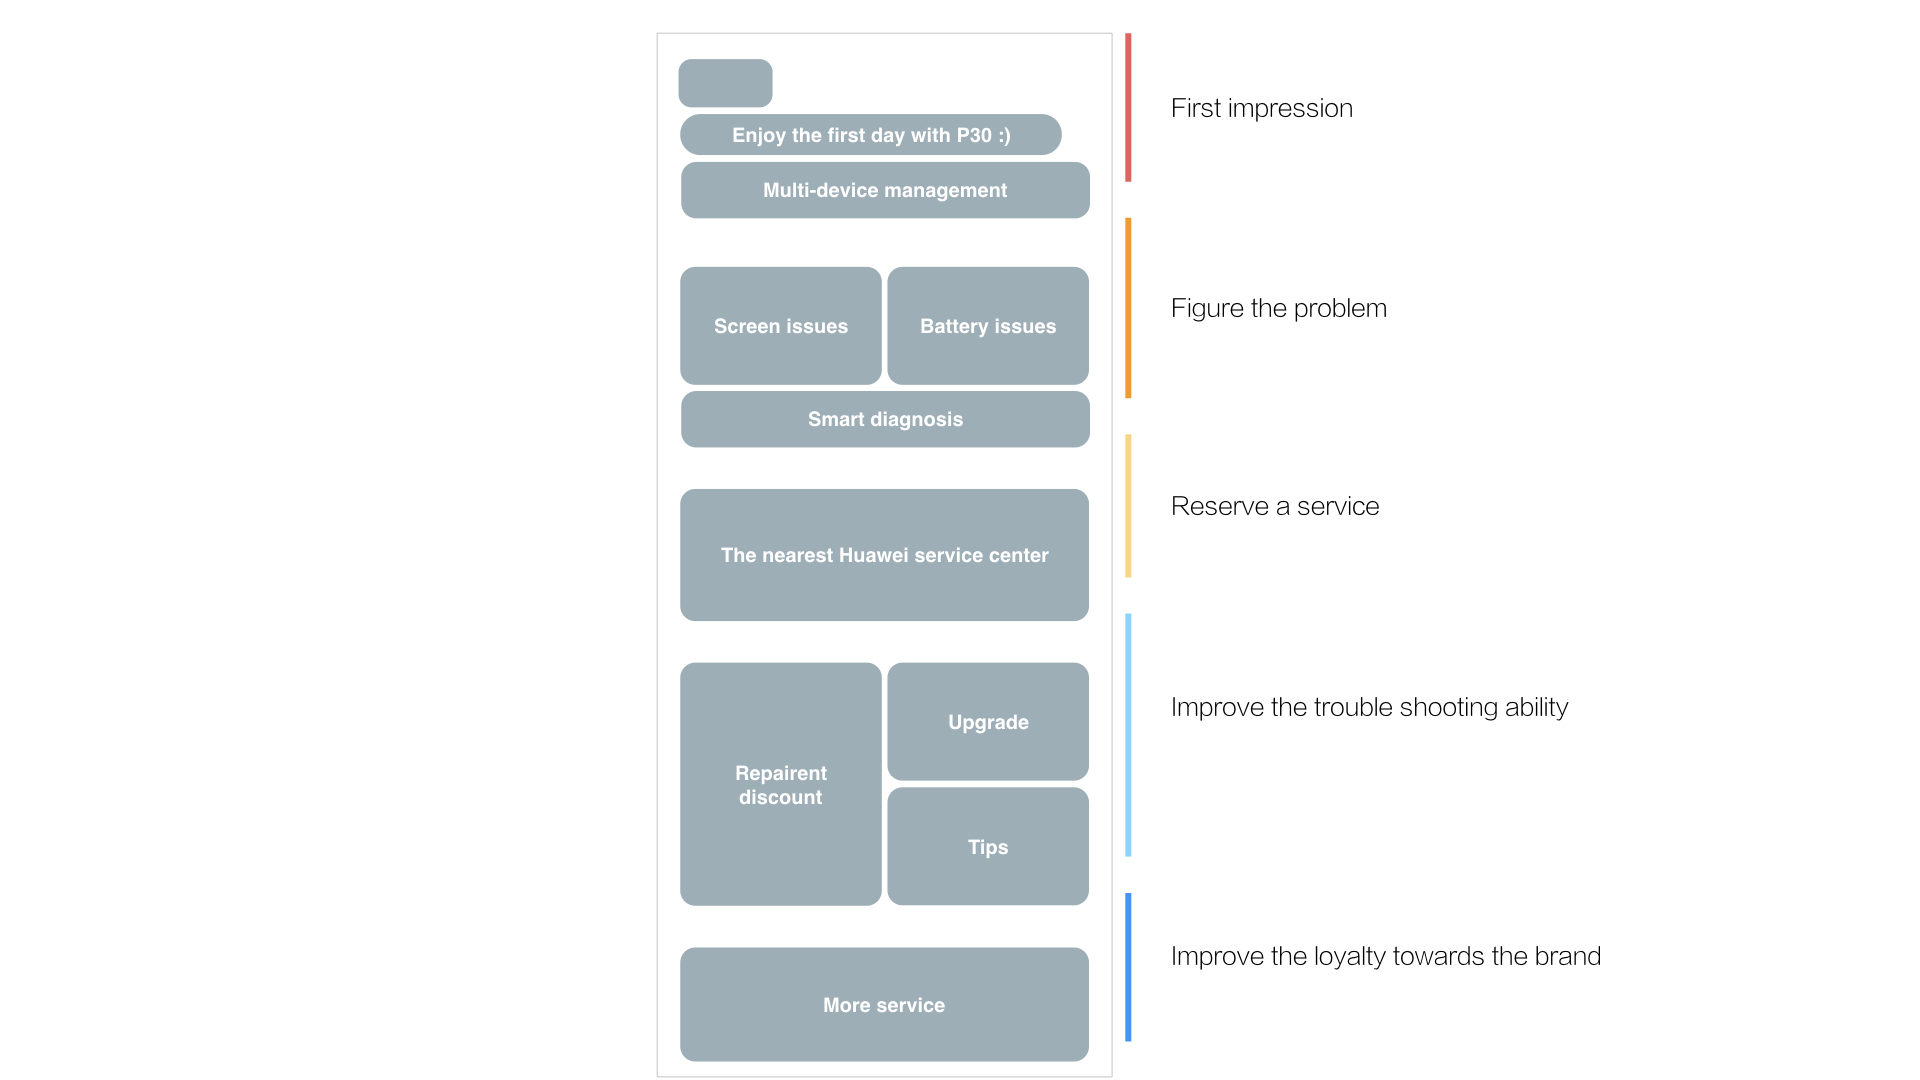 First impression
Enjoy the first day with P30 :)
Multi-device management
Figure the problem
Screen issues
Battery issues
Smart diagnosis
Reserve a service
The nearest Huawei service center
Improve the trouble shooting ability
Repairent
discount
Upgrade
Tips
Improve the loyalty towards the brand
More service